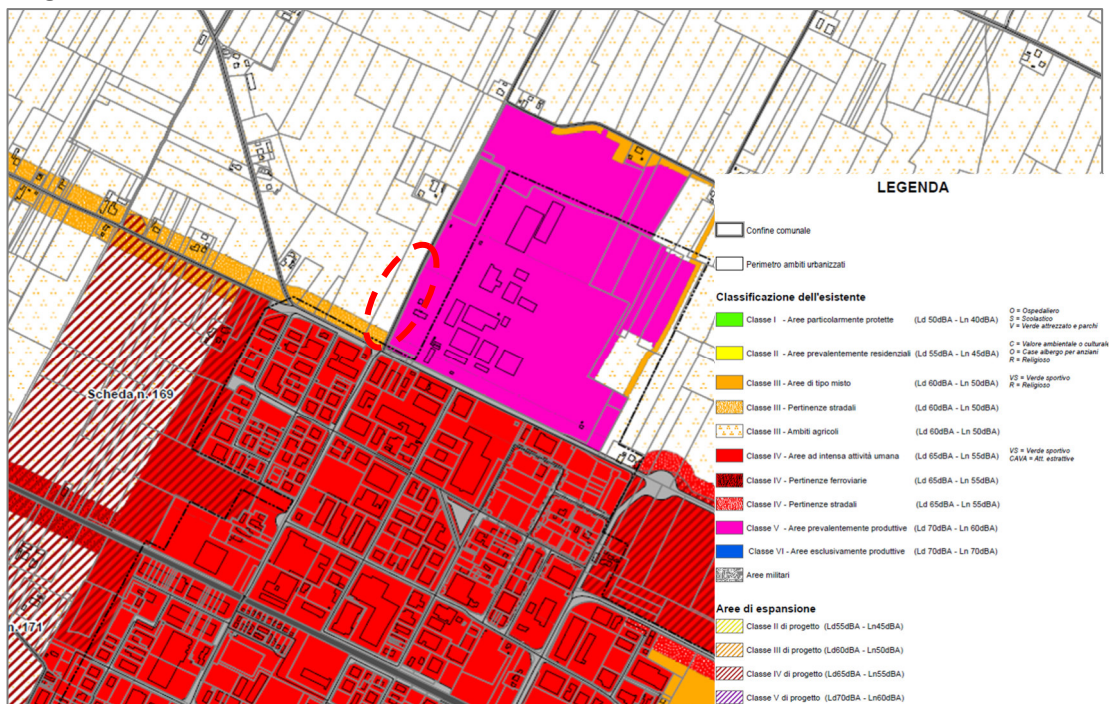 LEGENDA
Confine comunale
Perimetro ambiti urbanizzati
Classificazione dell'esistente
Classe I - Aree particolarmente protette (Ld 50dBA - Ln 40dBA)
O = Ospedaliero
S = Scolastico
V = Verde attrezzato e parchi
Classe II - Aree prevalentemente residenziali (Ld 55dBA - Ln 45dBA)
C = Valore ambientale o culturale
O = Case albergo per anziani
R = Religioso
Classe III - Aree di tipo misto (Ld 60dBA - Ln 50dBA)
VS = Verde sportivo
R = Religioso
Classe III - Pertinenze stradali (Ld 60dBA - Ln 50dBA)
Classe III - Ambiti agricoli (Ld 60dBA - Ln 50dBA)
Classe IV - Aree ad intensa attività umana (Ld 65dBA - Ln 55dBA)
VS = Verde sportivo
CAVA = Att. estrattive
Classe IV - Pertinenze ferroviarie (Ld 65dBA - Ln 55dBA)
Classe IV - Pertinenze stradali (Ld 65dBA - Ln 55dBA)
Classe V - Aree prevalentemente produttive (Ld 70dBA - Ln 60dBA)
Classe VI - Aree esclusivamente produttive (Ld 70dBA - Ln 70dBA)
Aree militari
Aree di espansione
Classe II di progetto (Ld55dBA - Ln45dBA)
Classe III di progetto (Ld60dBA - Ln50dBA)
Classe IV di progetto (Ld65dBA - Ln55dBA)
Classe V di progetto (Ld70dBA - Ln60dBA)
Scheda n. 169
n. 171